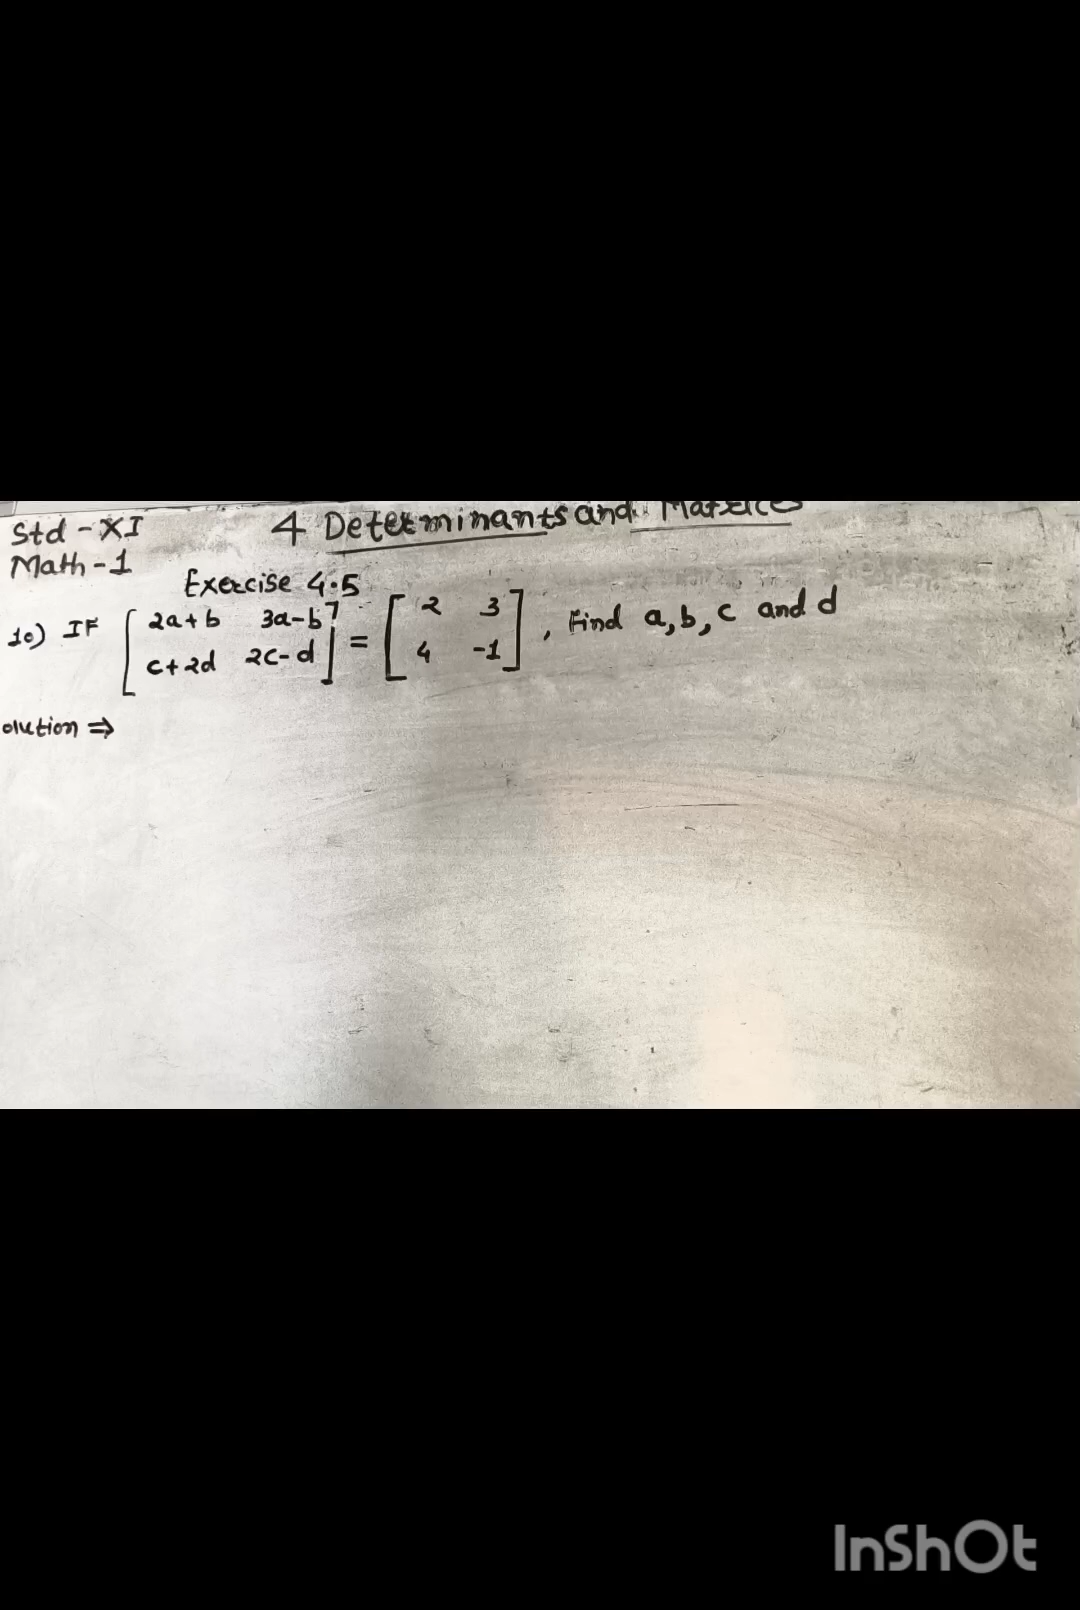 Std - XI
4 Determinants and Matrices
Math - 1
Exercise 4.5
10) IF [2a+b 3a-b] = [2 3], Find a, b, c and d
[c+2d 2c-d] [4 -1]
olution ⇒
InShOt